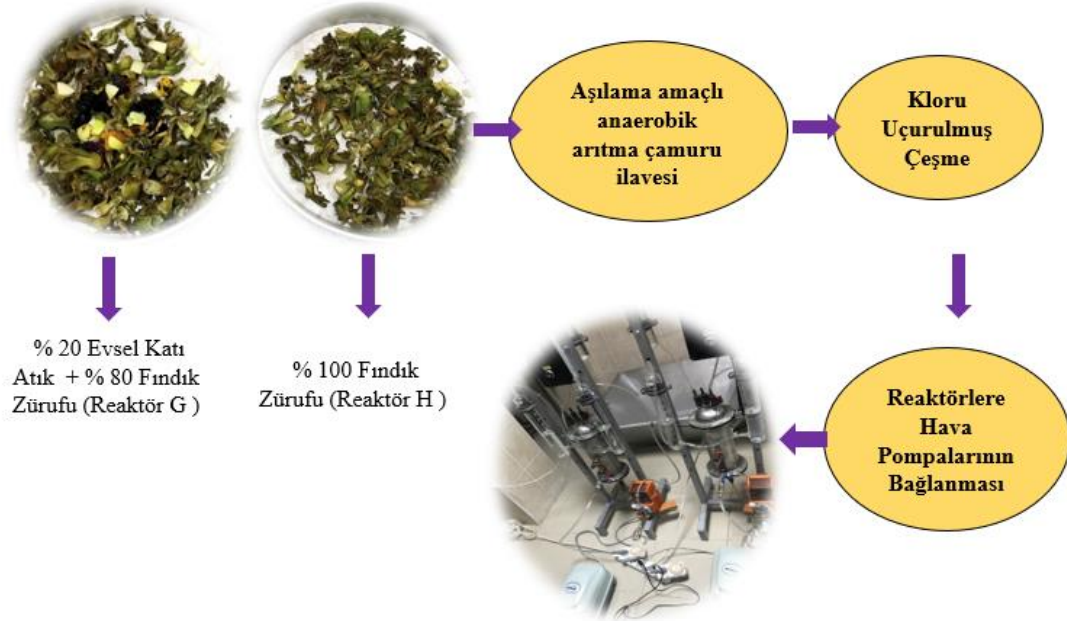 Aşılama amaçlı
anaerobik
arıtma çamuru
ilavesi
Kloru
Uçurulmuş
Çeşme
% 20 Evsel Katı
Atık + % 80 Fındık
Zürufu (Reaktör G )
% 100 Fındık
Zürufu (Reaktör H )
Reaktörlere
Hava
Pompalarının
Bağlanması